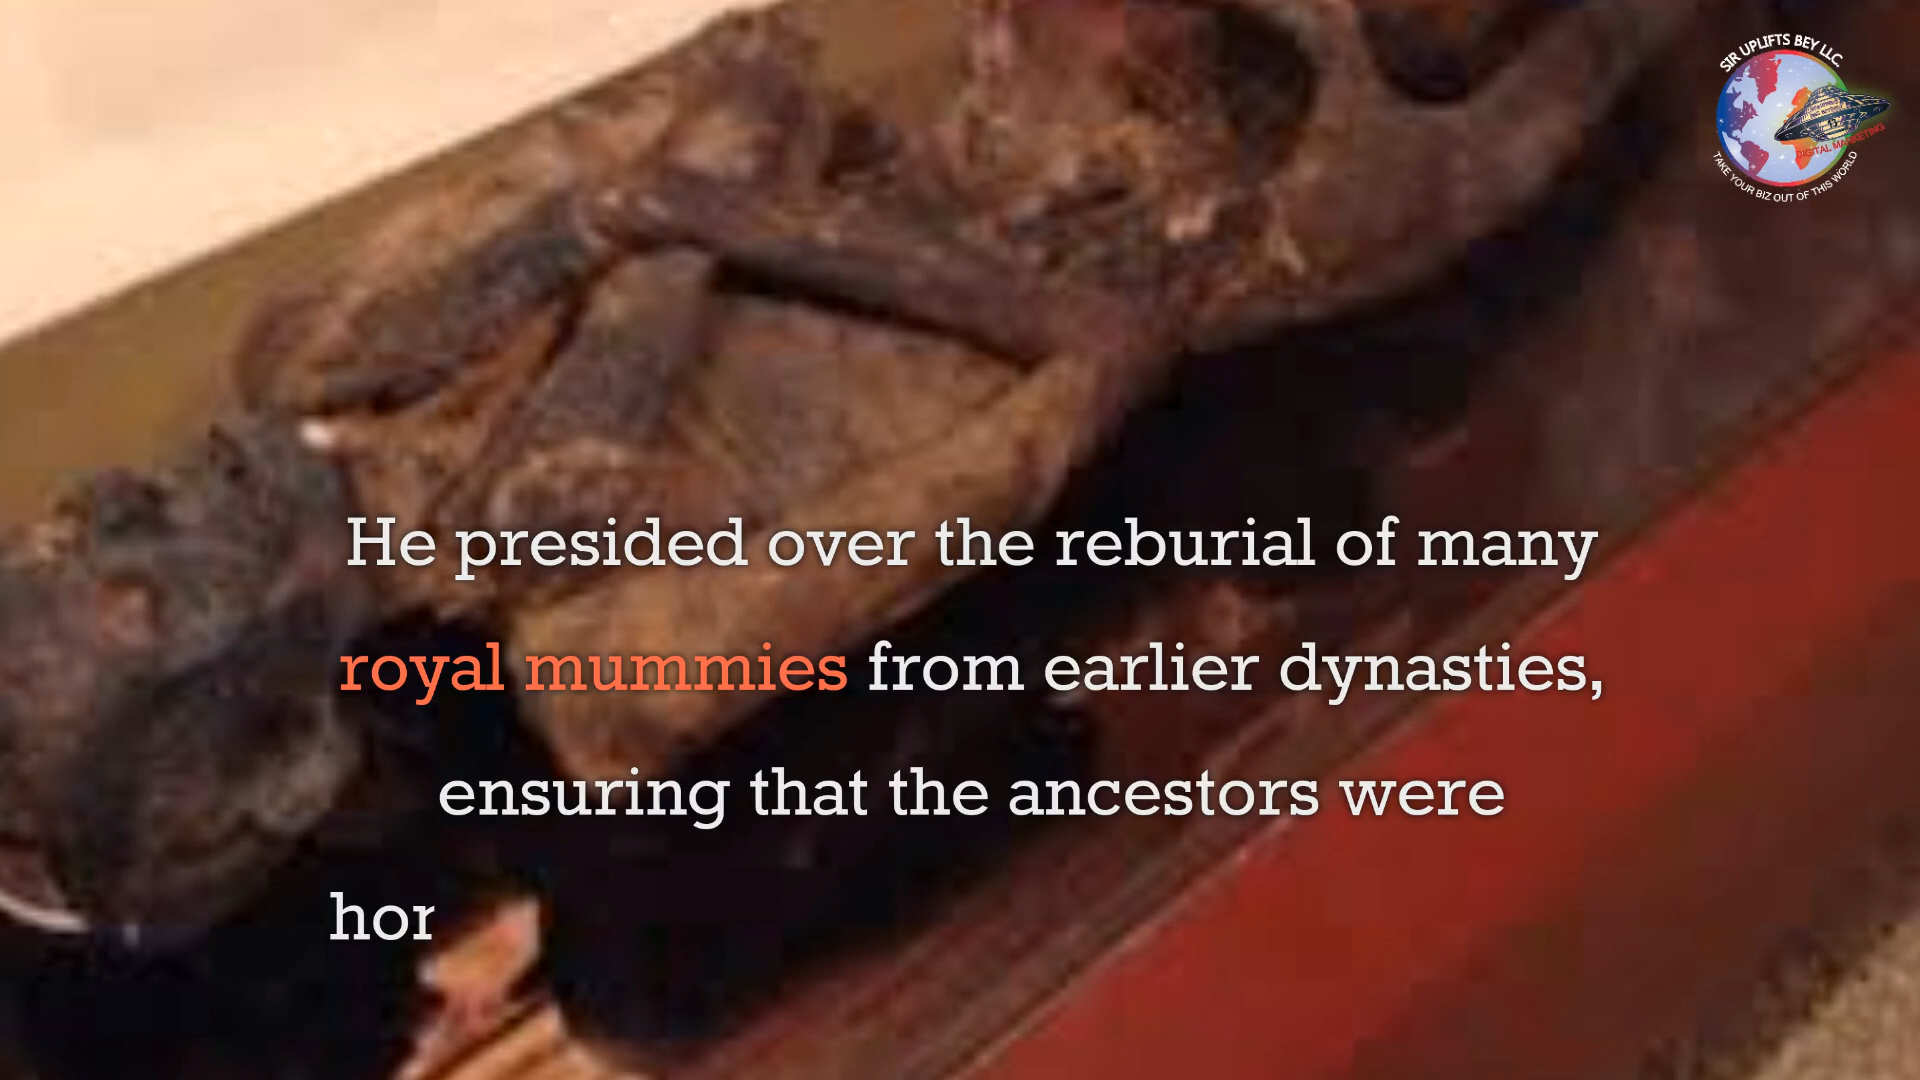 SIR UPLIFTS BEY LLC.
DIGITAL MARKETING
TAKE YOUR BIZ OUT OF THIS WORLD
He presided over the reburial of many
royal mummies from earlier dynasties,
ensuring that the ancestors were
hor